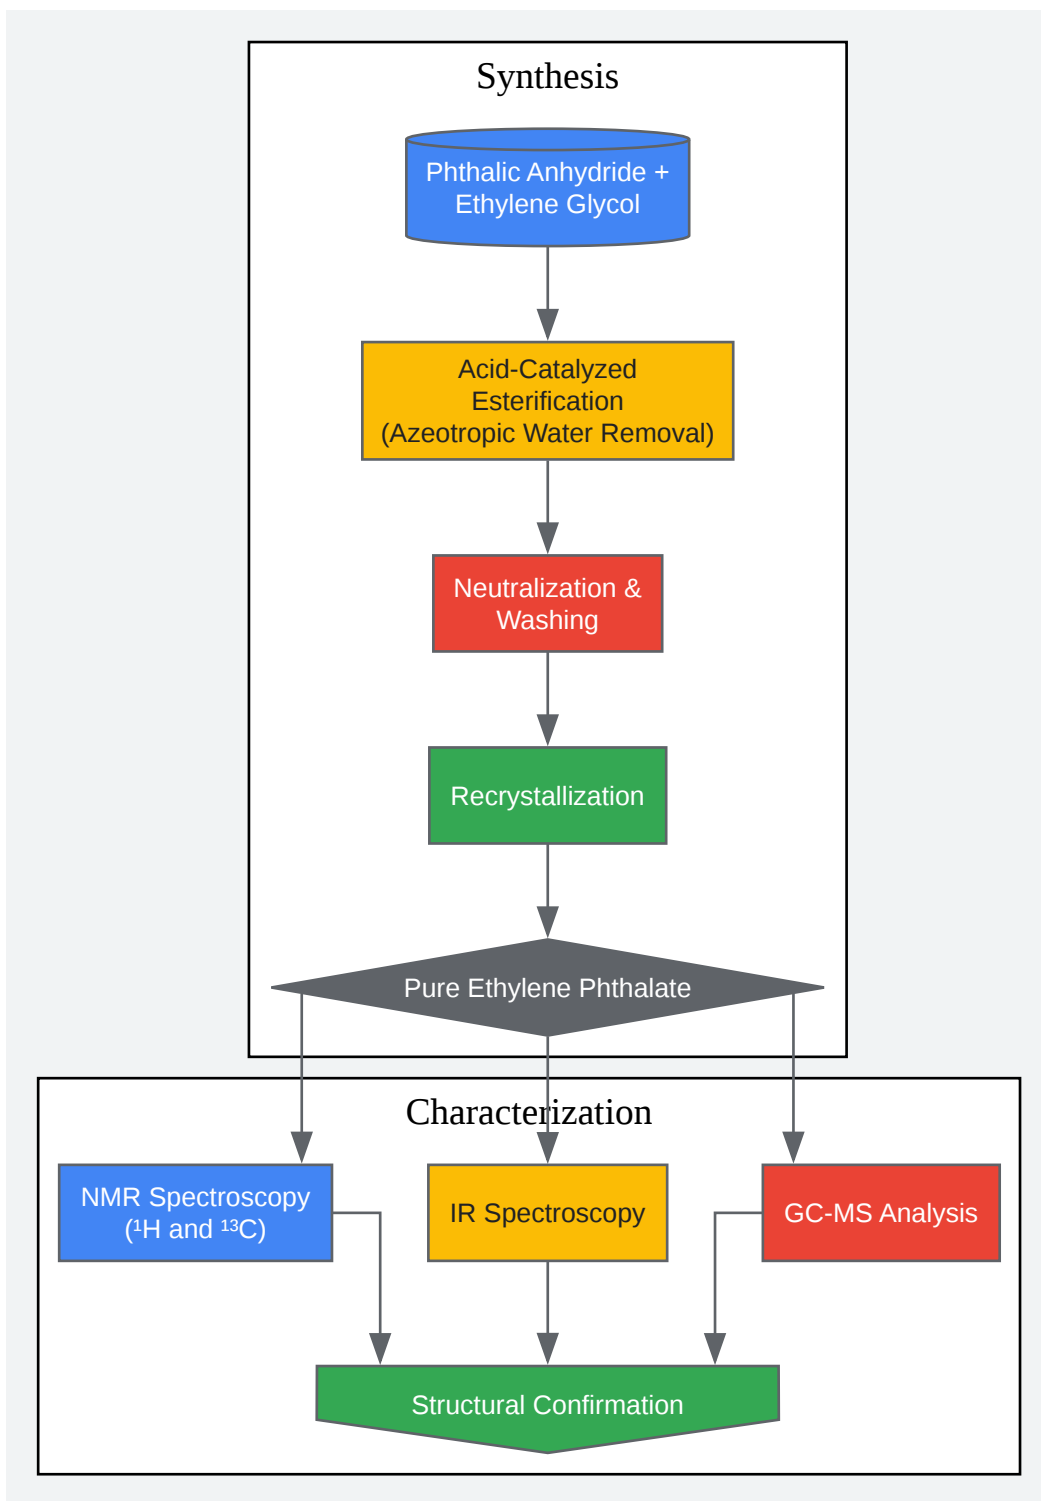 Synthesis
Phthalic Anhydride +
Ethylene Glycol
Acid-Catalyzed
Esterification
(Azeotropic Water Removal)
Neutralization &
Washing
Recrystallization
Pure Ethylene Phthalate
Characterization
NMR Spectroscopy
(¹H and ¹³C)
IR Spectroscopy
GC-MS Analysis
Structural Confirmation